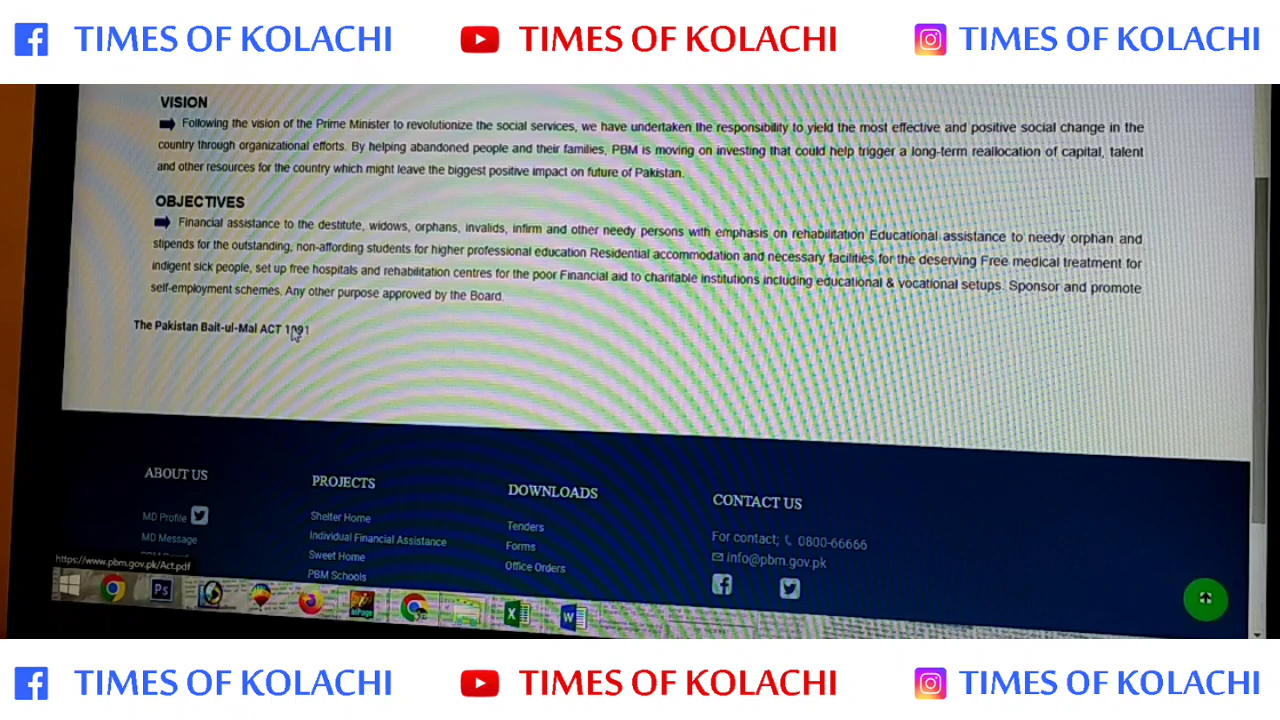 TIMES OF KOLACHI TIMES OF KOLACHI TIMES OF KOLACHI
VISION
Following the vision of the Prime Minister to revolutionize the social services, we have undertaken the responsibility to yield the most effective and positive social change in the
country through organizational efforts. By helping abandoned people and their families, PBM is moving on investing that could help trigger a long-term reallocation of capital, talent
and other resources for the country which might leave the biggest positive impact on future of Pakistan.
OBJECTIVES
Financial assistance to the destitute, widows, orphans, invalids, infirm and other needy persons with emphasis on rehabilitation Educational assistance to needy orphan and
stipends for the outstanding, non-affording students for higher professional education Residential accommodation and necessary facilities for the deserving Free medical treatment for
indigent sick people, set up free hospitals and rehabilitation centres for the poor Financial aid to charitable institutions including educational & vocational setups. Sponsor and promote
self-employment schemes. Any other purpose approved by the Board.
The Pakistan Bait-ul-Mal ACT 1991
ABOUT US
MD Profile
MD Message
PROJECTS
Shelter Home
Individual Financial Assistance
Sweet Home
PBM Schools
DOWNLOADS
Tenders
Forms
Office Orders
CONTACT US
For contact; 0800-66666
info@pbm.gov.pk
https://www.pbm.gov.pk/Act.pdf
Ps
TIMES OF KOLACHI TIMES OF KOLACHI TIMES OF KOLACHI